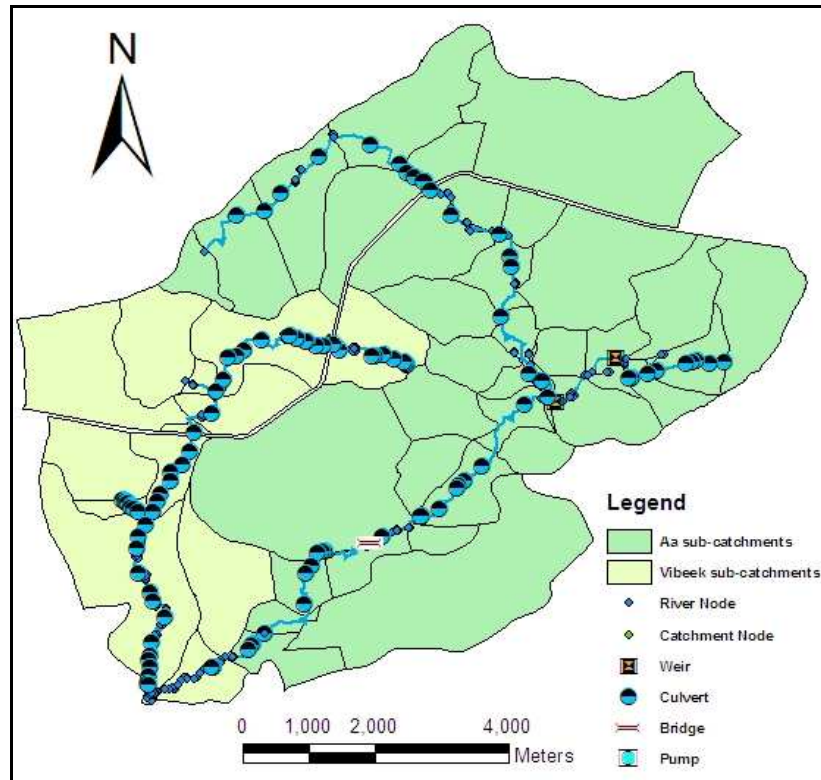 N
Legend
Aa sub-catchments
Vibeek sub-catchments
River Node
Catchment Node
Weir
Culvert
Bridge
Pump
0 1,000 2,000 4,000
Meters